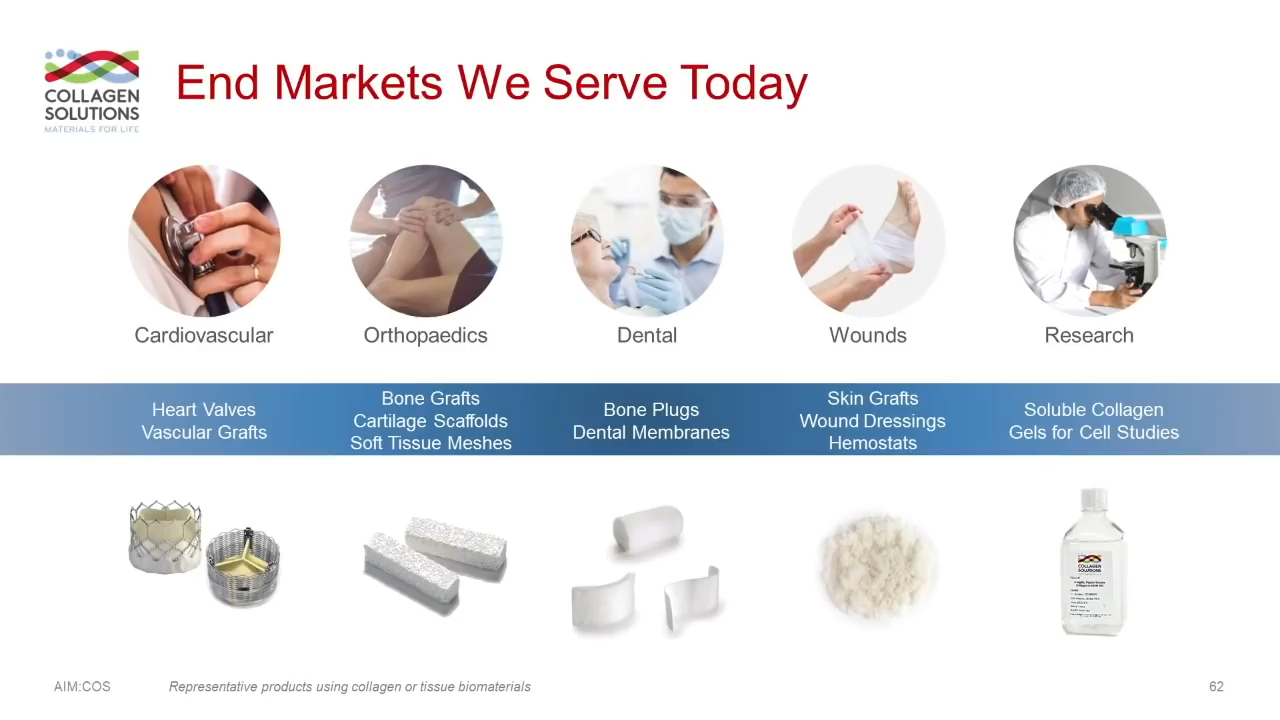 COLLAGEN
SOLUTIONS
MATERIALS FOR LIFE
End Markets We Serve Today
Cardiovascular
Orthopaedics
Dental
Wounds
Research
Heart Valves
Vascular Grafts
Bone Grafts
Cartilage Scaffolds
Soft Tissue Meshes
Bone Plugs
Dental Membranes
Skin Grafts
Wound Dressings
Hemostats
Soluble Collagen
Gels for Cell Studies
COLLAGEN
SOLUTIONS
AIM:COS
Representative products using collagen or tissue biomaterials
62